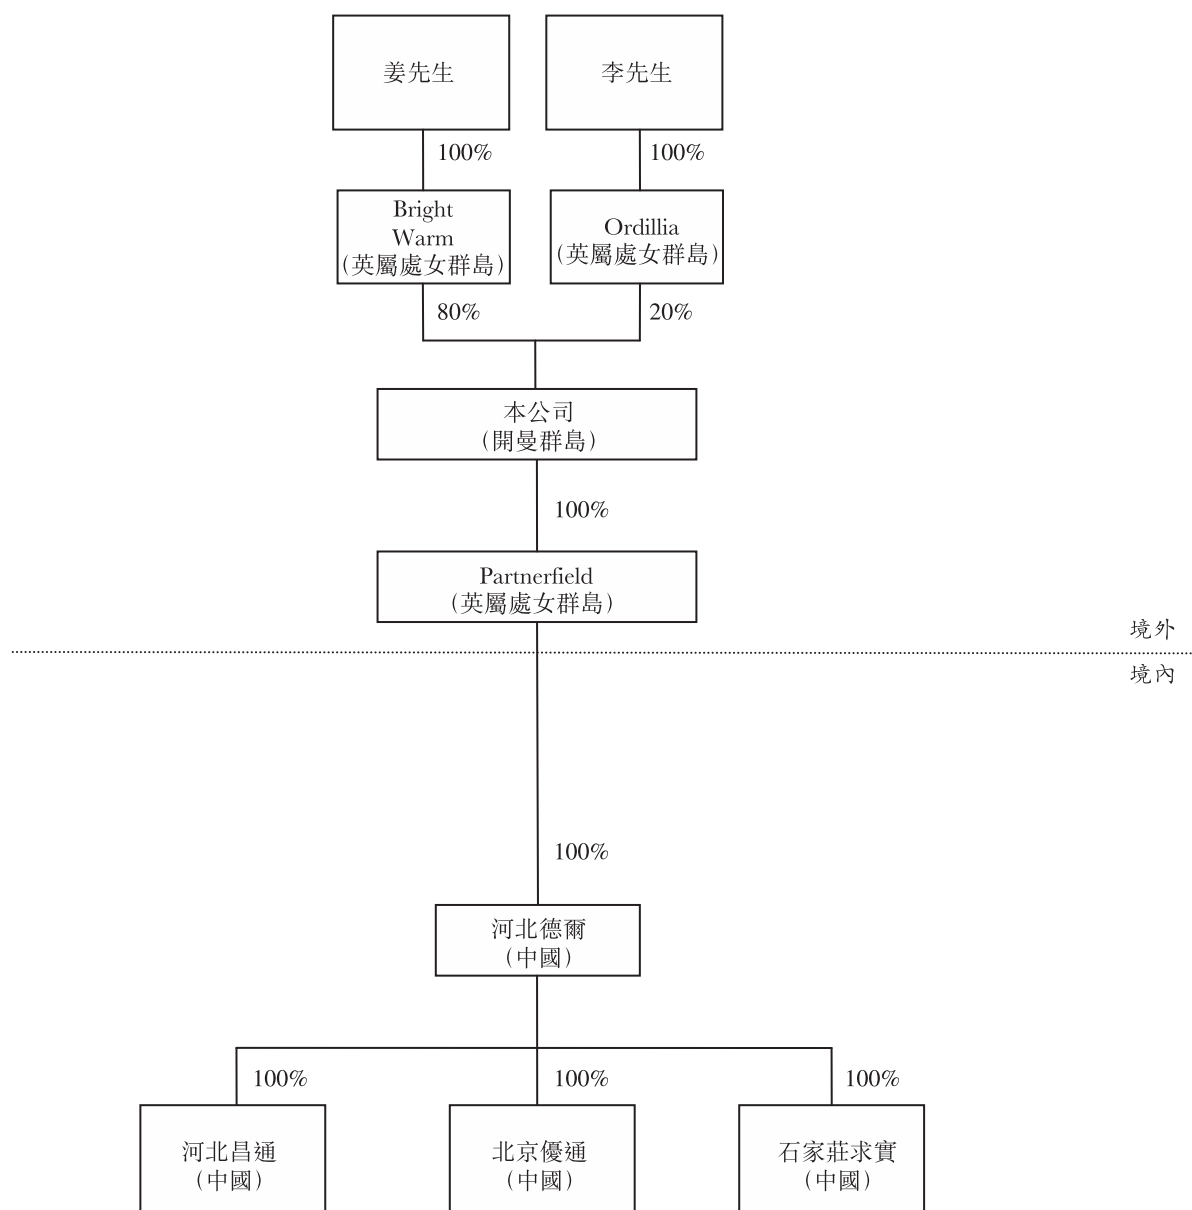 姜先生
李先生
100%
100%
Bright
Warm
(英屬處女群島)
Ordillia
(英屬處女群島)
80%
20%
本公司
(開曼群島)
100%
Partnerfield
(英屬處女群島)
境外
境內
100%
河北德爾
(中國)
100%
100%
100%
河北昌通
(中國)
北京優通
(中國)
石家莊求實
(中國)